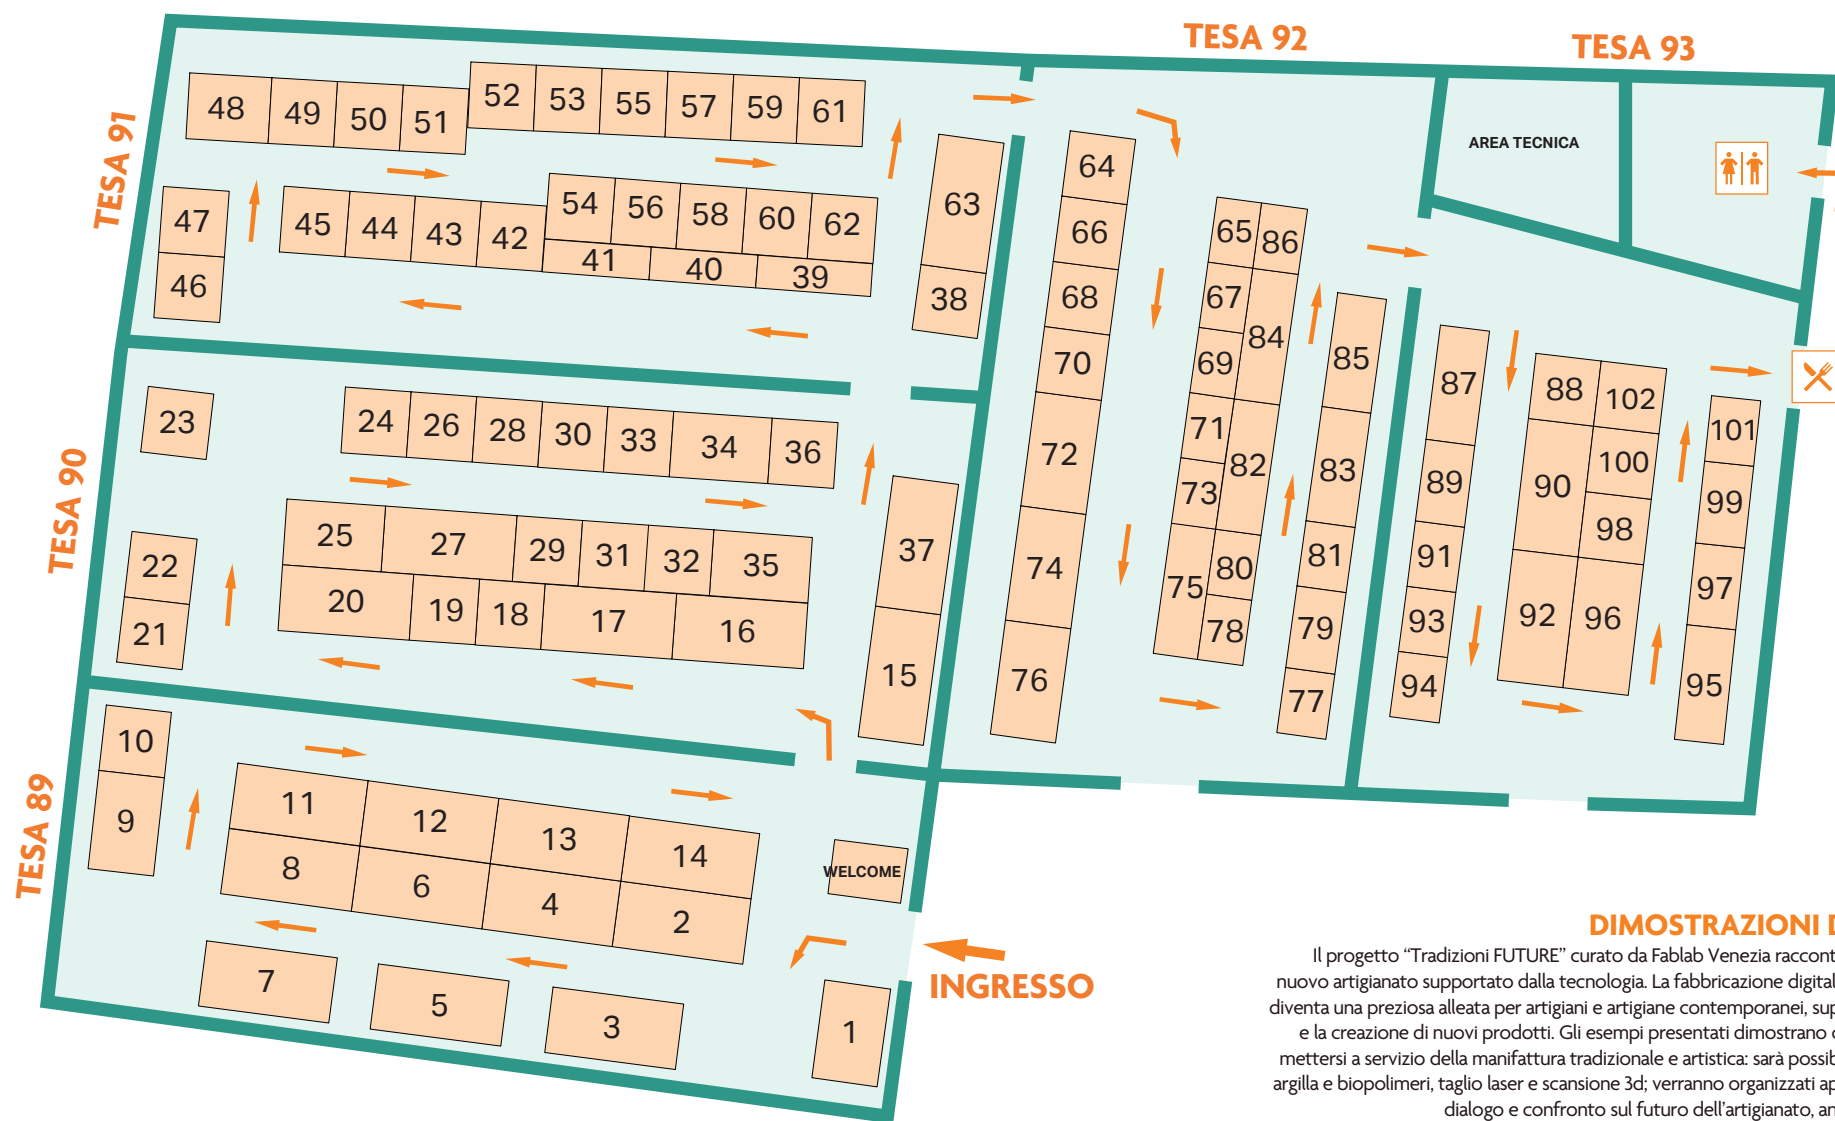 TESA 92
TESA 93
TESA 91
48 49 50 51 52 53 55 57 59 61
47
46
45 44 43 42 54 56 58 60 62
41 40 39
63
38
TESA 90
23
24 26 28 30 33 34 36
22
21
25 27 29 31 32 35
20 19 18 17 16
37
15
TESA 89
10
9
11 12 13 14
8 6 4 2
7 5 3 1
WELCOME
INGRESSO
64
66
68
70
72
74
76
65 86
67 84
69
71 82
73
75 80
78
85
83
81
79
77
AREA TECNICA
87
89
91
93
94
88 102
90 100
98
92 96
101
99
97
95
DIMOSTRAZIONI
Il progetto “Tradizioni FUTURE” curato da Fablab Venezia raccont
nuovo artigianato supportato dalla tecnologia. La fabbricazione digital
diventa una preziosa alleata per artigiani e artigiane contemporanei, sup
e la creazione di nuovi prodotti. Gli esempi presentati dimostrano
mettersi a servizio della manifattura tradizionale e artistica: sarà possib
argilla e biopolimeri, taglio laser e scansione 3d; verranno organizzati ap
dialogo e confronto sul futuro dell’artigianato, an